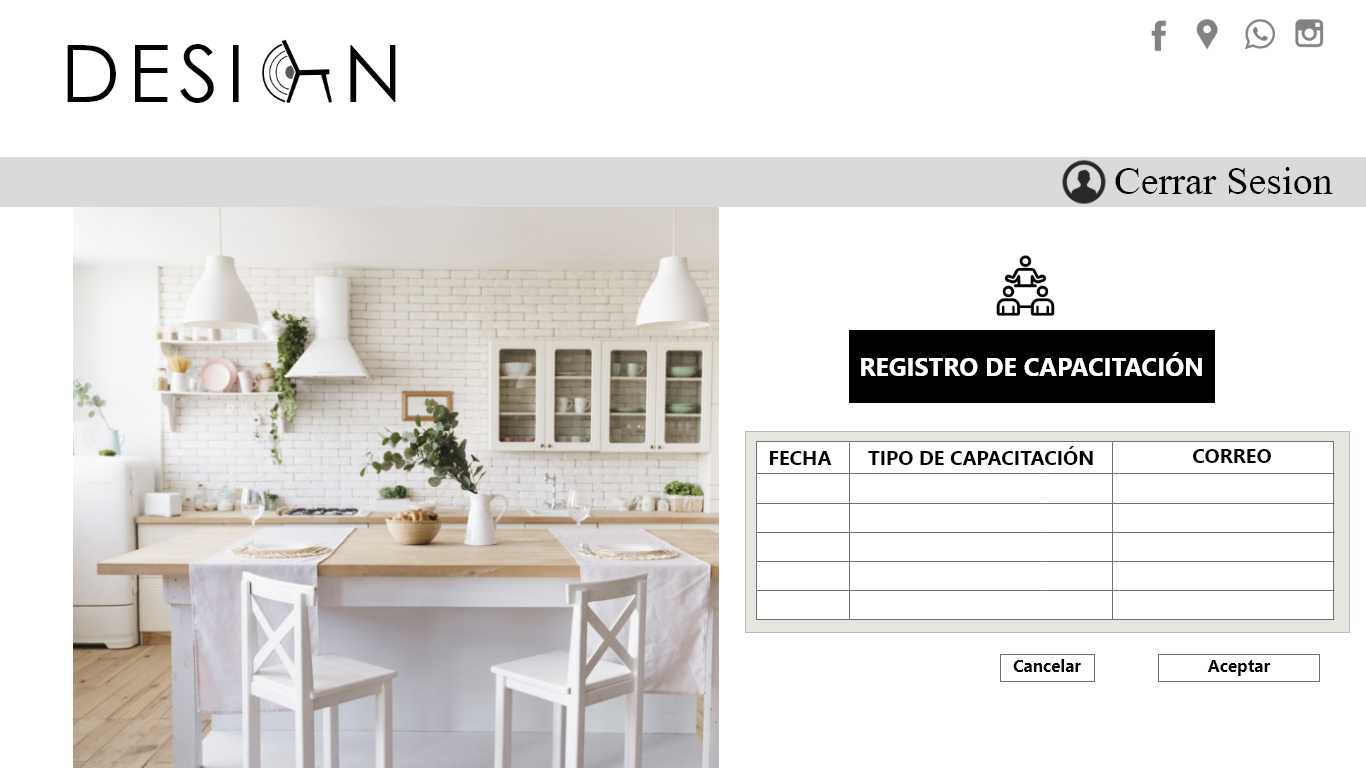 DESIGN
Cerrar Sesion
REGISTRO DE CAPACITACIÓN
FECHA TIPO DE CAPACITACIÓN CORREO
Cancelar Aceptar